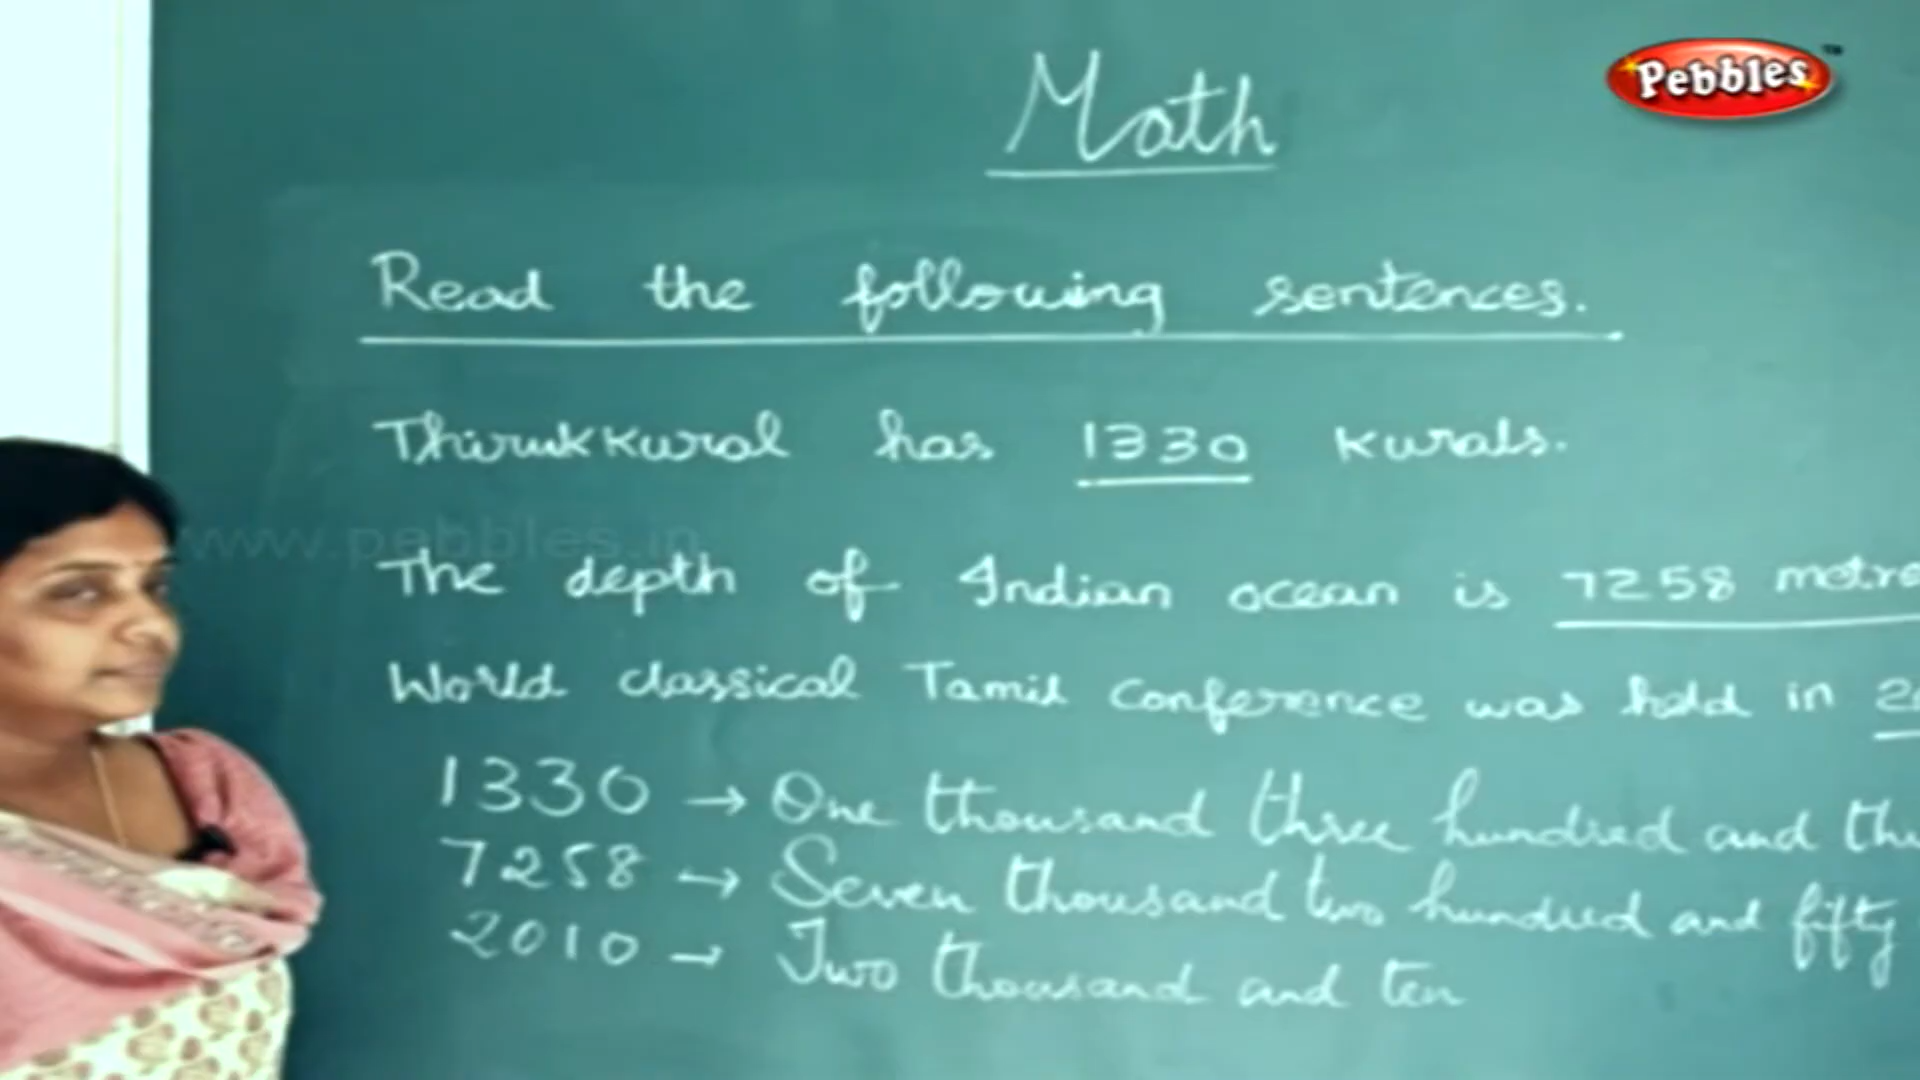 Math
Pebbles™
Read the following sentences.
Thirukkural has 1330 kurals.
www.pebbles.in
The depth of Indian ocean is 7258 metre
World classical Tamil Conference was held in
1330 → One thousand three hundred and
7258 → Seven thousand two hundred and fifty
2010 → Two thousand and ten